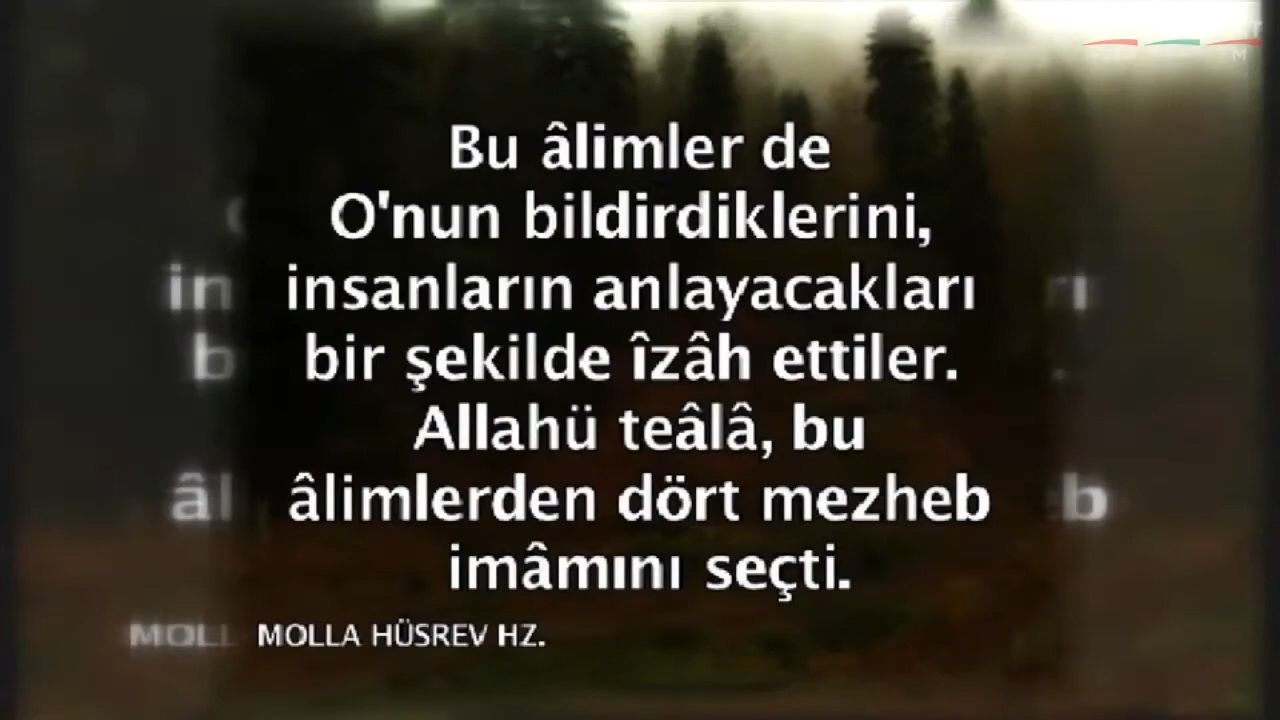 Bu âlimler de
O'nun bildirdiklerini,
insanların anlayacakları
bir şekilde îzâh ettiler.
Allahü teâlâ, bu
âlimlerden dört mezheb
imâmını seçti.
MOLLA HÜSREV HZ.